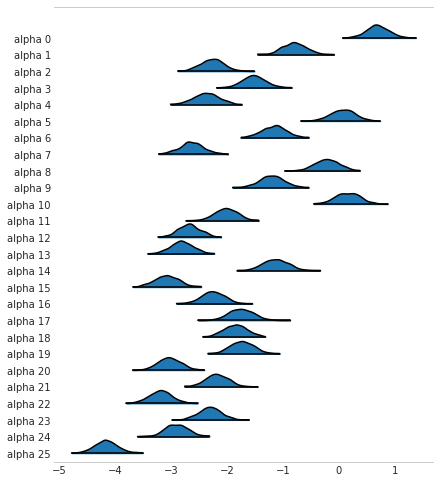 alpha 0
alpha 1
alpha 2
alpha 3
alpha 4
alpha 5
alpha 6
alpha 7
alpha 8
alpha 9
alpha 10
alpha 11
alpha 12
alpha 13
alpha 14
alpha 15
alpha 16
alpha 17
alpha 18
alpha 19
alpha 20
alpha 21
alpha 22
alpha 23
alpha 24
alpha 25
−5 −4 −3 −2 −1 0 1